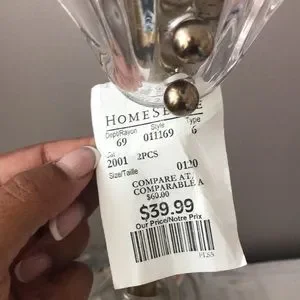 HOMESENSE
Dept/Rayon Style Type
69 011169 6
2001 2PCS 0120
Size/Taille
COMPARE AT/
COMPARABLE A
$60.00
$39.99
Our Price/Notre Prix